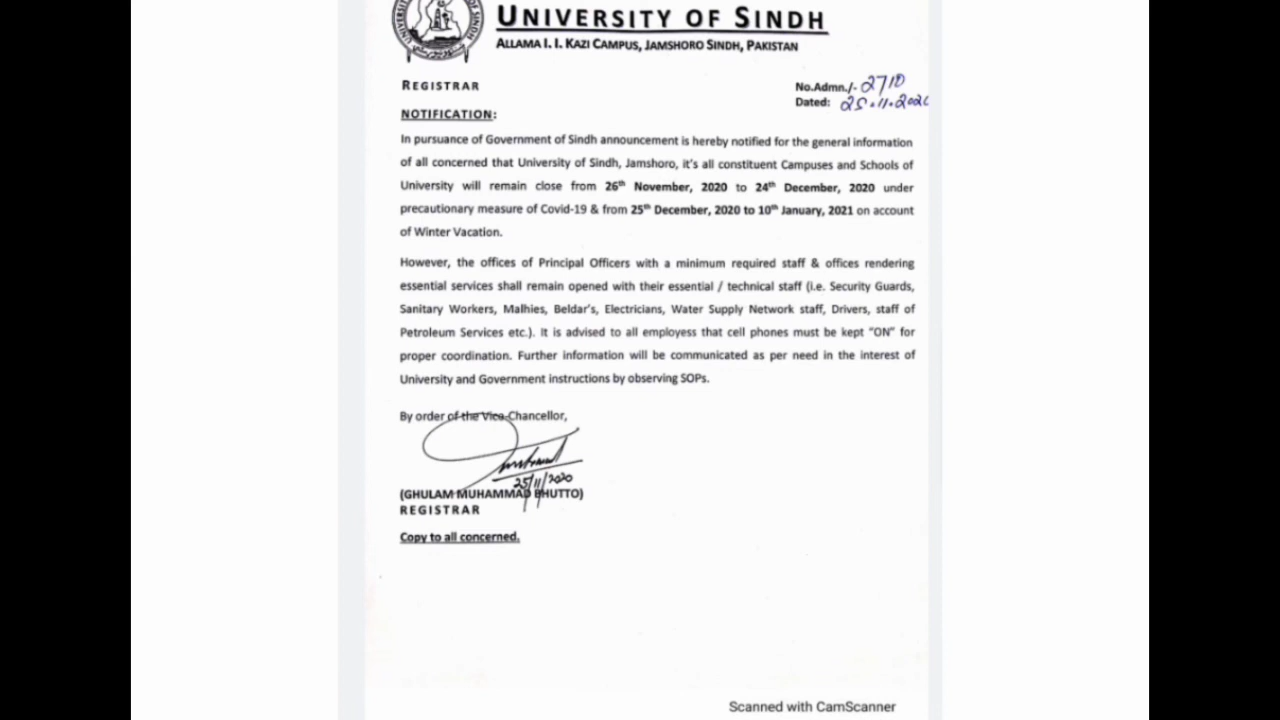 UNIVERSITY OF SINDH
ALLAMA I. I. KAZI CAMPUS, JAMSHORO SINDH, PAKISTAN
REGISTRAR
No.Admn./- 2710
Dated: 25.11.202
NOTIFICATION:
In pursuance of Government of Sindh announcement is hereby notified for the general information
of all concerned that University of Sindh, Jamshoro, it's all constituent Campuses and Schools of
University will remain close from 26th November, 2020 to 24th December, 2020 under
precautionary measure of Covid-19 & from 25th December, 2020 to 10th January, 2021 on account
of Winter Vacation.
However, the offices of Principal Officers with a minimum required staff & offices rendering
essential services shall remain opened with their essential / technical staff (i.e. Security Guards,
Sanitary Workers, Malhies, Beldar's, Electricians, Water Supply Network staff, Drivers, staff of
Petroleum Services etc.). It is advised to all employess that cell phones must be kept "ON" for
proper coordination. Further information will be communicated as per need in the interest of
University and Government instructions by observing SOPs.
By order of the Vice-Chancellor,
25/11/2020
(GHULAM MUHAMMAD BHUTTO)
REGISTRAR
Copy to all concerned.
Scanned with CamScanner